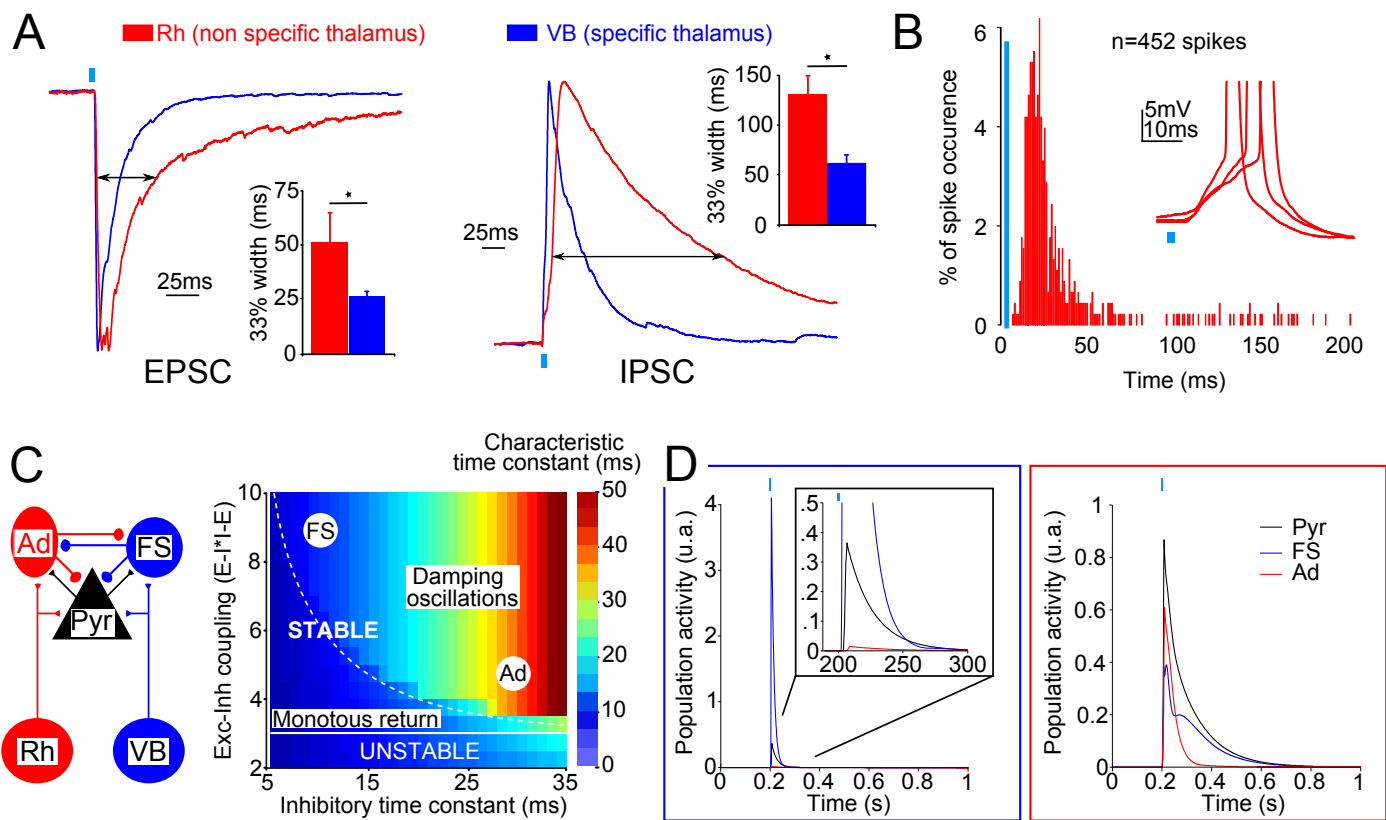 A
Rh (non specific thalamus)
VB (specific thalamus)
25ms
33% width (ms)
75
50
25
0
*
EPSC
25ms
33% width (ms)
150
100
50
0
*
IPSC
B
n=452 spikes
% of spike occurence
6
4
2
0
0
50
100
150
200
Time (ms)
5mV
10ms
C
Ad
FS
Pyr
Rh
VB
Characteristic
time constant (ms)
Exc-Inh coupling (E-I*I-E)
10
8
6
4
2
FS
Damping
oscillations
STABLE
Ad
Monotous return
UNSTABLE
5
15
25
35
Inhibitory time constant (ms)
50
40
30
20
10
0
D
Population activity (u.a.)
4
3
2
1
0
0
0.2
0.4
0.6
0.8
1
Time (s)
.5
.4
.3
.2
.1
0
200
250
300
Population activity (u.a.)
1
0.8
0.6
0.4
0.2
0
0
0.2
0.4
0.6
0.8
1
Time (s)
Pyr
FS
Ad